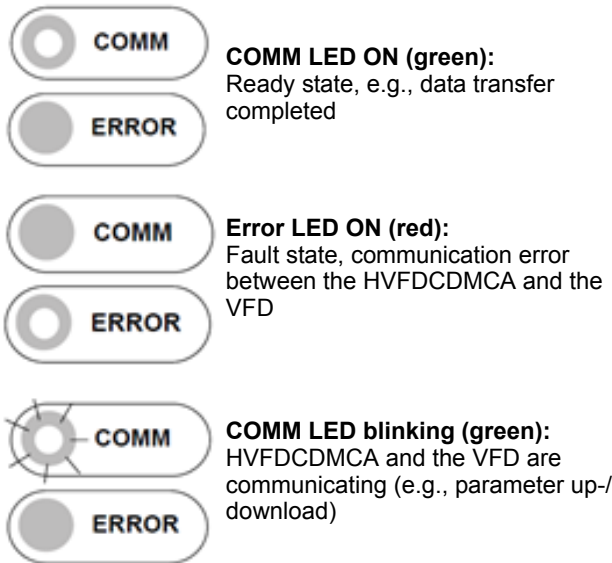 COMM
ERROR
COMM LED ON (green):
Ready state, e.g., data transfer
completed
COMM
ERROR
Error LED ON (red):
Fault state, communication error
between the HVFDCDMCA and the
VFD
COMM
ERROR
COMM LED blinking (green):
HVFDCDMCA and the VFD are
communicating (e.g., parameter up-/
download)